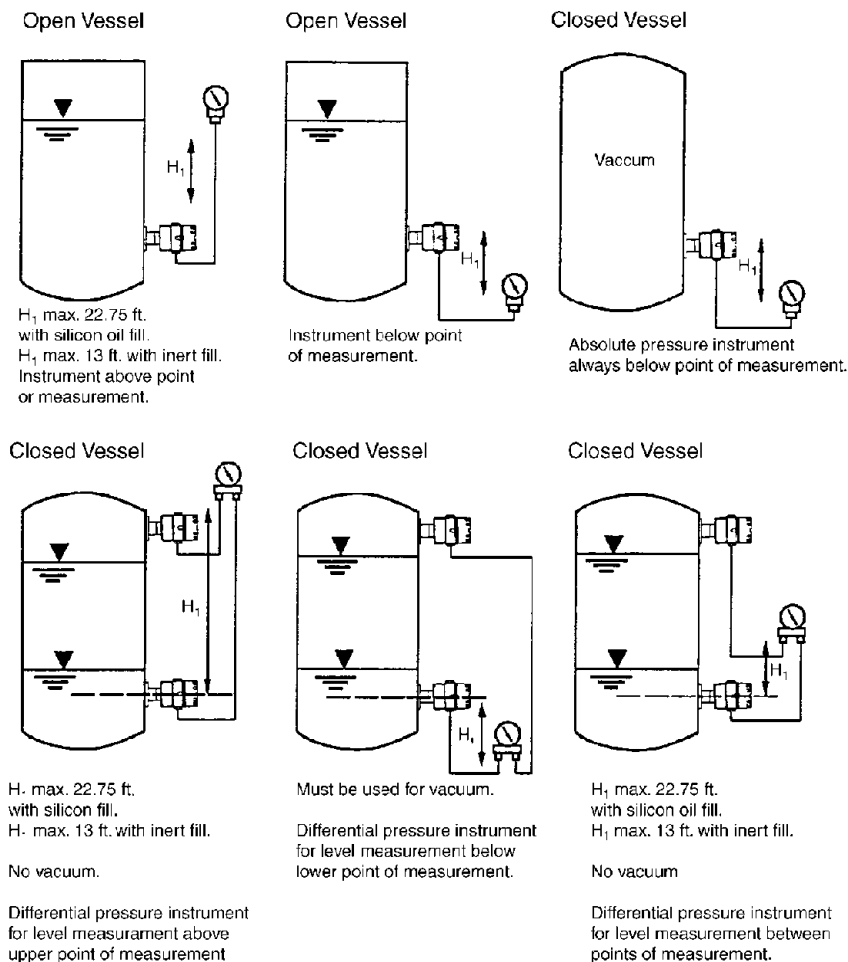 Open Vessel
H₁
H₁ max. 22.75 ft.
with silicon oil fill.
H₁ max. 13 ft. with inert fill.
Instrument above point
or measurement.
Open Vessel
H₁
Instrument below point
of measurement.
Closed Vessel
Vaccum
H₁
Absolute pressure instrument
always below point of measurement.
Closed Vessel
H₁
H. max. 22.75 ft.
with silicon fill.
H. max. 13 ft. with inert fill.
No vacuum.
Differential pressure instrument
for level measurament above
upper point of measurement
Closed Vessel
H,
Must be used for vacuum.
Differential pressure instrument
for level measurement below
lower point of measurement.
Closed Vessel
H₁
H₁ max. 22.75 ft.
with silicon oil fill.
H₁ max. 13 ft. with inert fill.
No vacuum
Differential pressure instrument
for level measurement between
points of measurement.